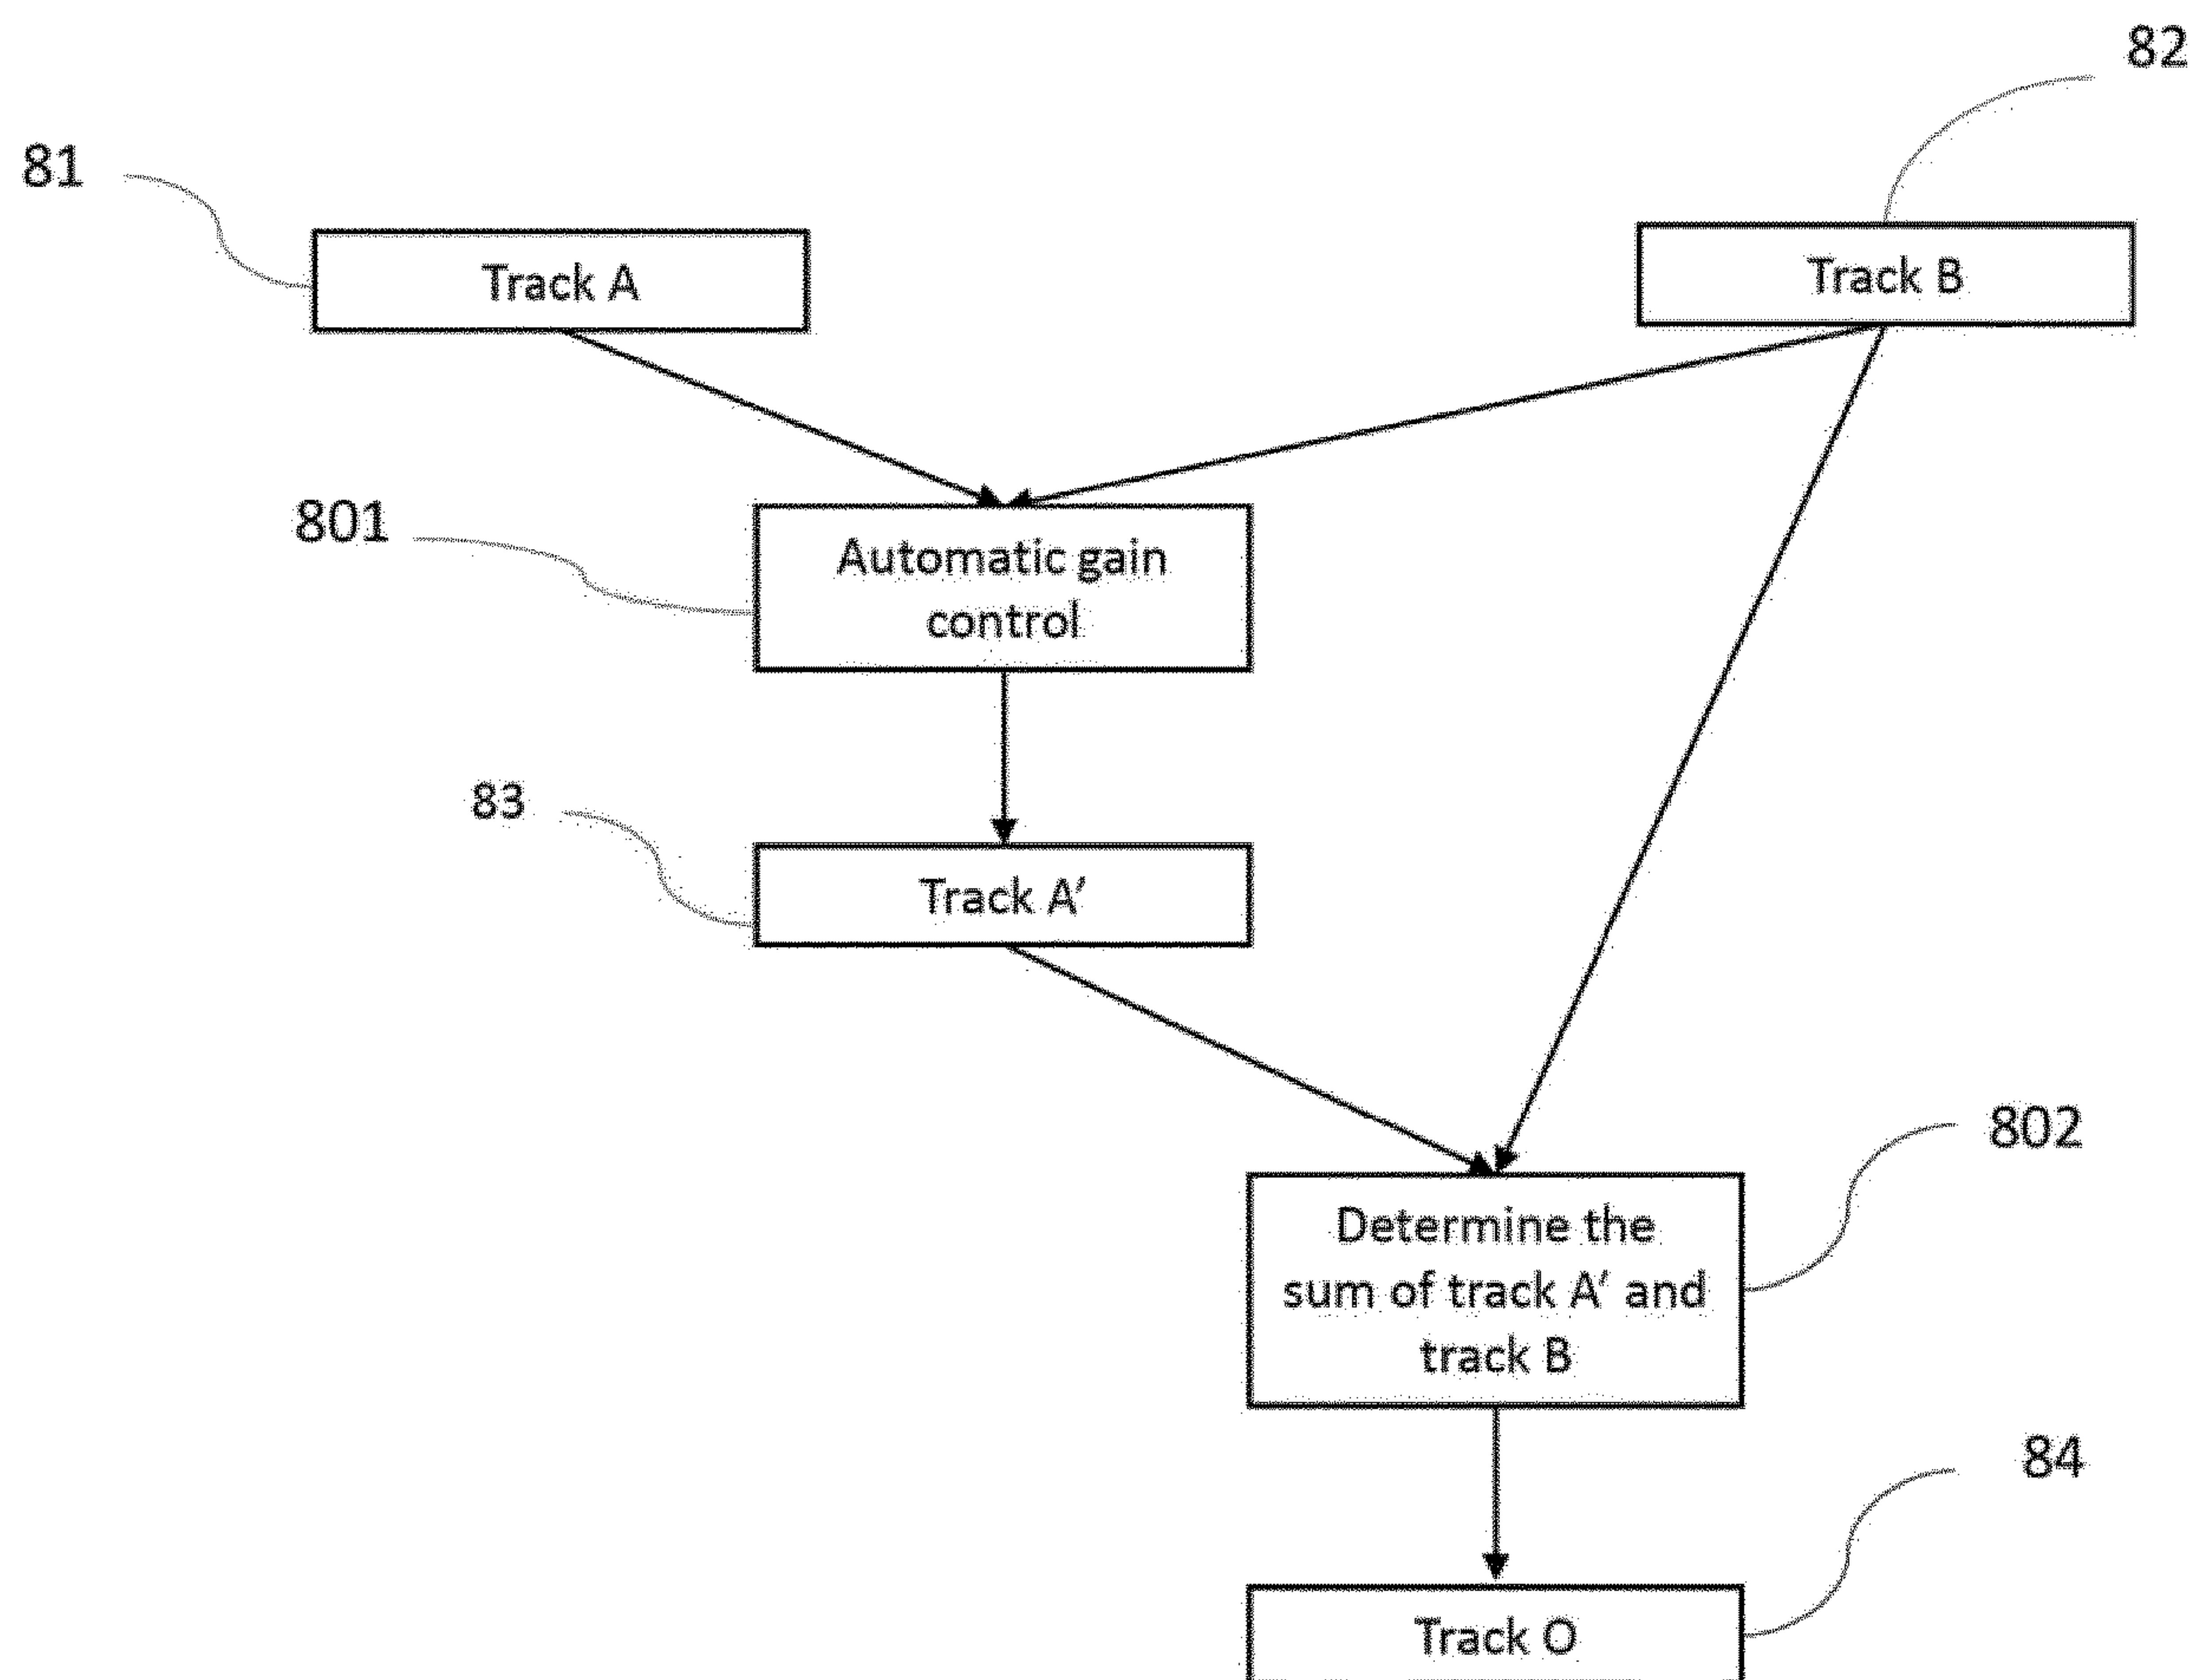 82
81
Track A
Track B
801
Automatic gain
control
83
Track A′
802
Determine the
sum of track A′ and
track B
84
Track O